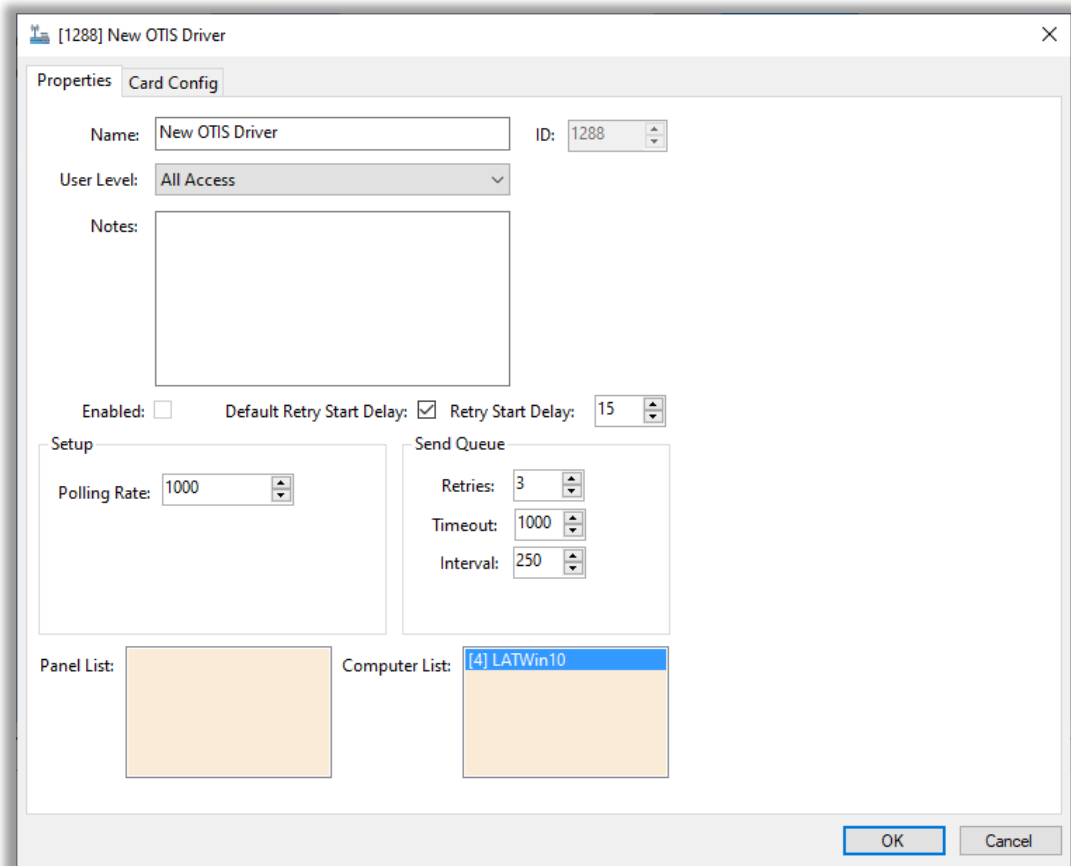 [1288] New OTIS Driver
Properties Card Config
Name: New OTIS Driver ID: 1288
User Level: All Access
Notes:
Enabled: Default Retry Start Delay: Retry Start Delay: 15
Setup Send Queue
Polling Rate: 1000 Retries: 3
Timeout: 1000
Interval: 250
Panel List: Computer List: [4] LATWin10
OK Cancel